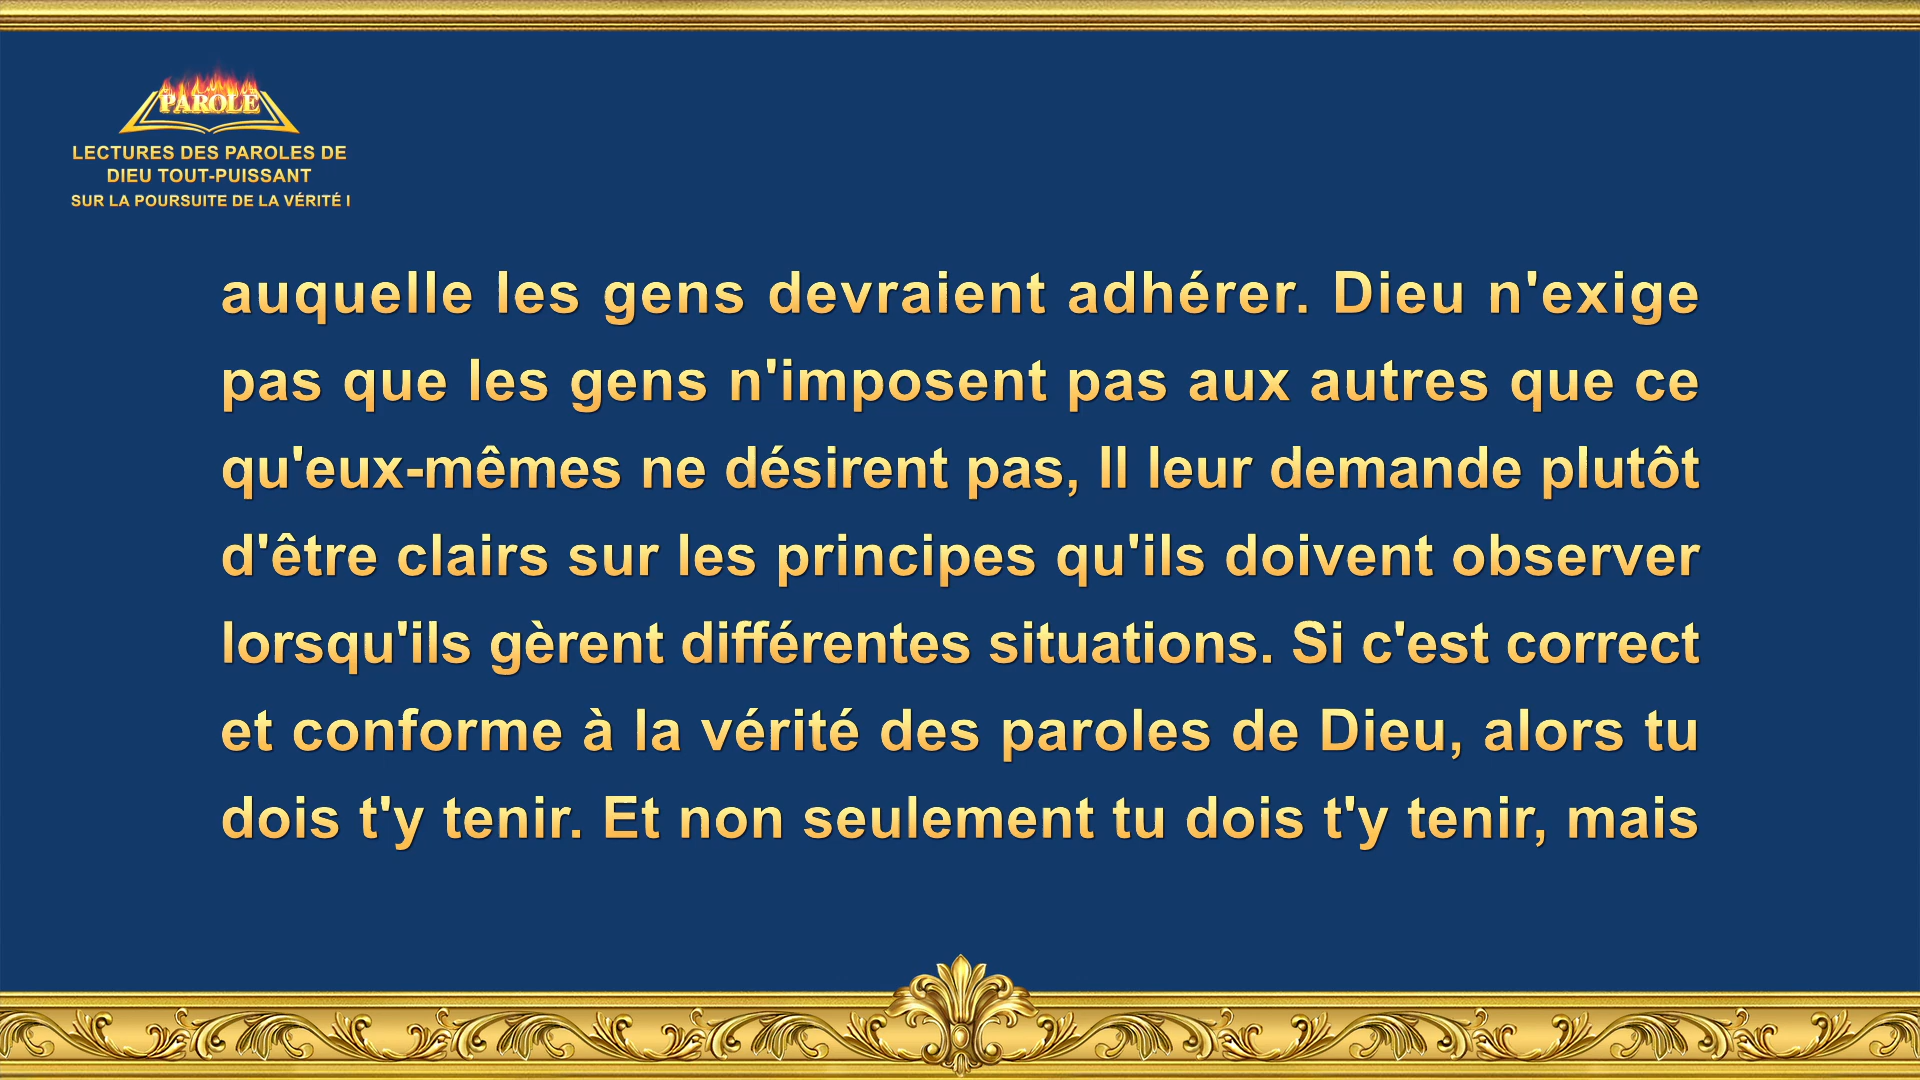 PAROLE
LECTURES DES PAROLES DE
DIEU TOUT-PUISSANT
SUR LA POURSUITE DE LA VÉRITÉ I
auquelle les gens devraient adhérer. Dieu n'exige
pas que les gens n'imposent pas aux autres que ce
qu'eux-mêmes ne désirent pas, Il leur demande plutôt
d'être clairs sur les principes qu'ils doivent observer
lorsqu'ils gèrent différentes situations. Si c'est correct
et conforme à la vérité des paroles de Dieu, alors tu
dois t'y tenir. Et non seulement tu dois t'y tenir, mais